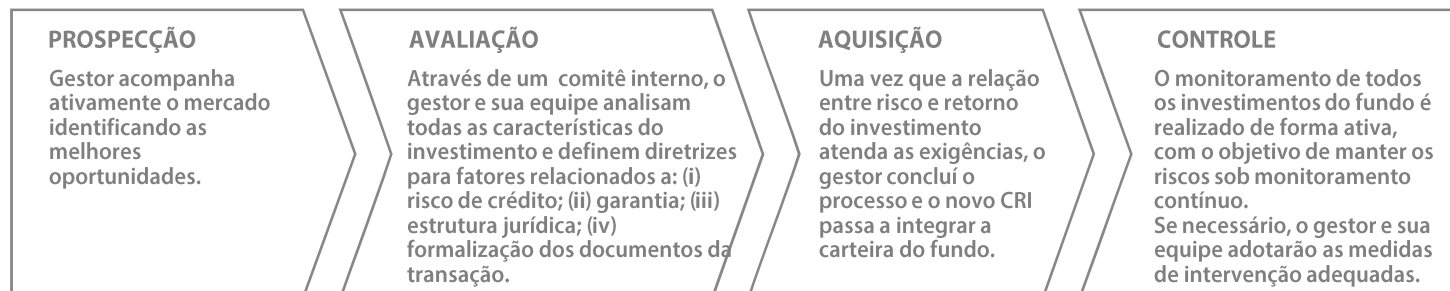 PROSPECÇÃO
Gestor acompanha
ativamente o mercado
identificando as
melhores
oportunidades.
AVALIAÇÃO
Através de um comitê interno, o
gestor e sua equipe analisam
todas as características do
investimento e definem diretrizes
para fatores relacionados a: (i)
risco de crédito; (ii) garantia; (iii)
estrutura jurídica; (iv)
formalização dos documentos da
transação.
AQUISIÇÃO
Uma vez que a relação
entre risco e retorno
do investimento
atenda as exigências, o
gestor concluí o
processo e o novo CRI
passa a integrar a
carteira do fundo.
CONTROLE
O monitoramento de todos
os investimentos do fundo é
realizado de forma ativa,
com o objetivo de manter os
riscos sob monitoramento
contínuo.
Se necessário, o gestor e sua
equipe adotarão as medidas
de intervenção adequadas.